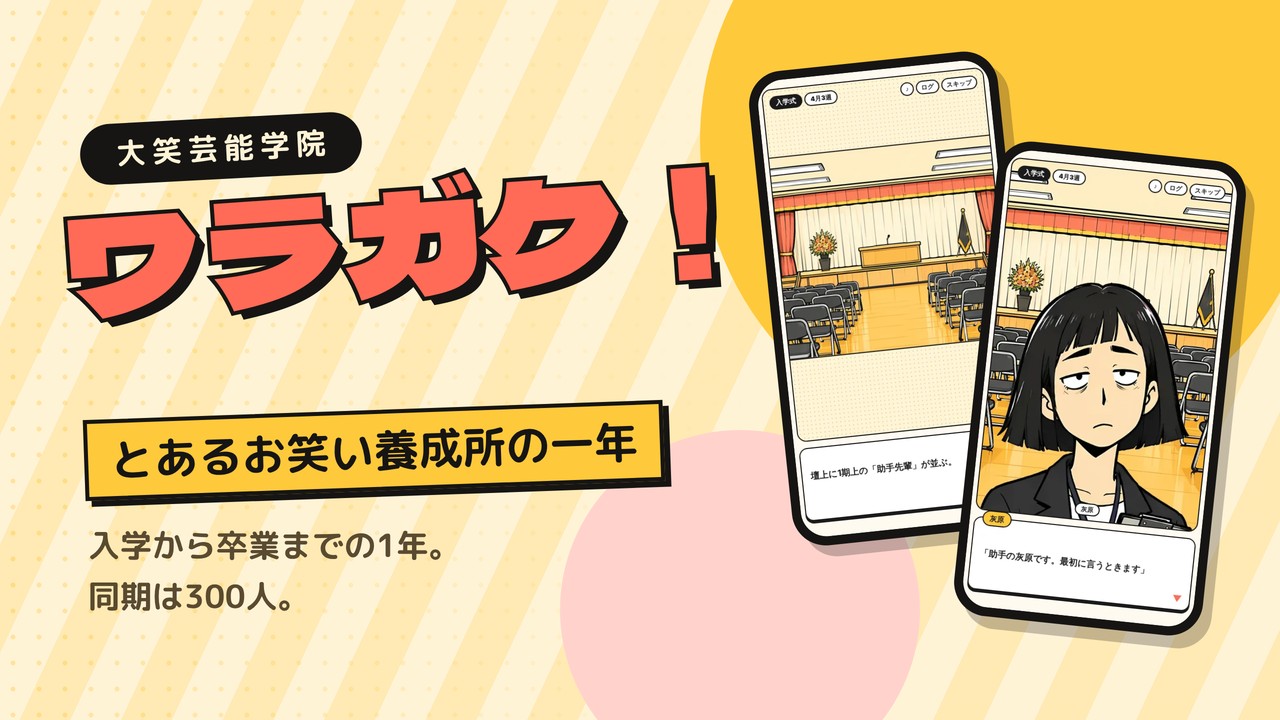 大笑芸能学院
ワラガク！
とあるお笑い養成所の一年
入学から卒業までの1年。
同期は300人。
入学式
4月3週
♪
ログ
スキップ
壇上に1期上の「助手先輩」が並ぶ。
入学式
4月3週
♪
ログ
スキップ
灰原
灰原
「助手の灰原です。最初に言うときます」